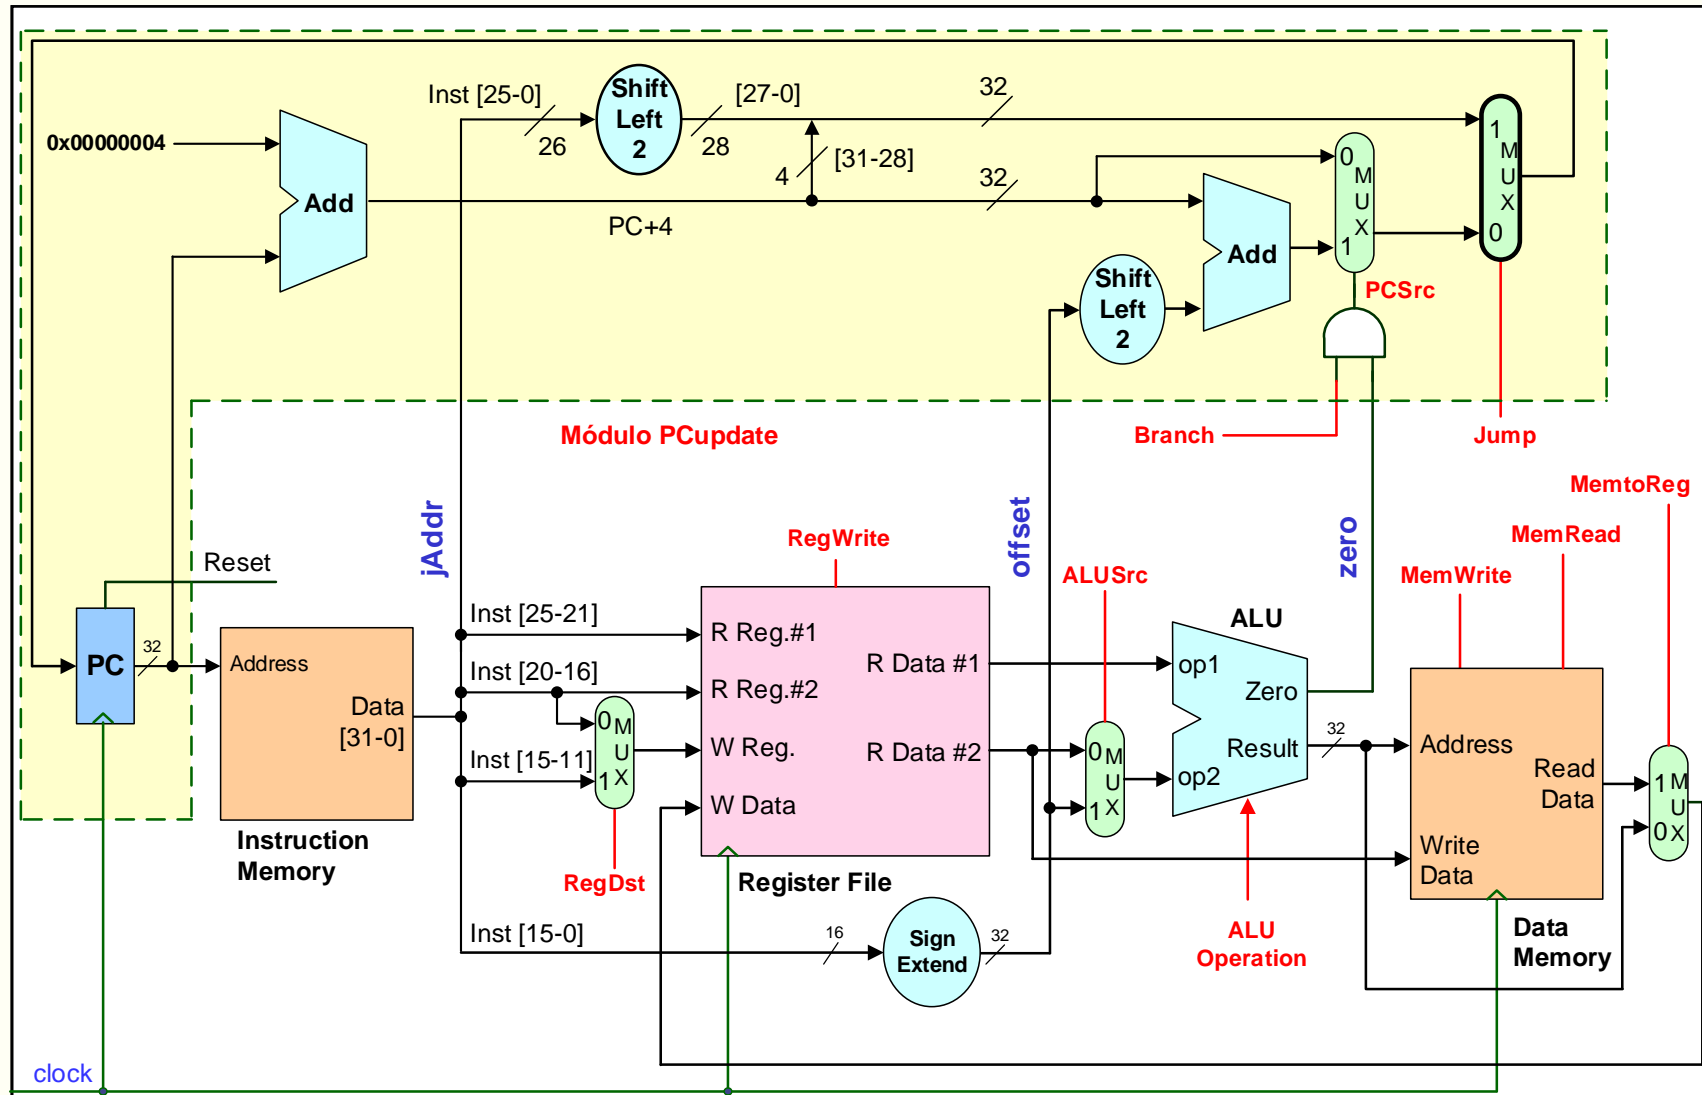 Inst [25-0]
Shift
Left
2
[27-0]
32
0x00000004
26
28
4
[31-28]
1
M
U
X
0
0
M
U
X
1
32
Add
PC+4
Add
Shift
Left
2
PCSrc
Módulo PCupdate
Branch
Jump
jAddr
offset
zero
MemtoReg
RegWrite
MemRead
Reset
ALUSrc
MemWrite
Inst [25-21]
ALU
R Reg.#1
PC
32
Address
R Data #1
op1
Inst [20-16]
R Reg.#2
Zero
Data
[31-0]
0
M
U
X
1
W Reg.
R Data #2
0
M
U
X
1
Result
32
Address
Inst [15-11]
op2
Read
Data
1
M
U
X
0
W Data
Instruction
Memory
Write
Data
RegDst
Register File
Inst [15-0]
16
Sign
Extend
32
ALU
Operation
Data
Memory
clock